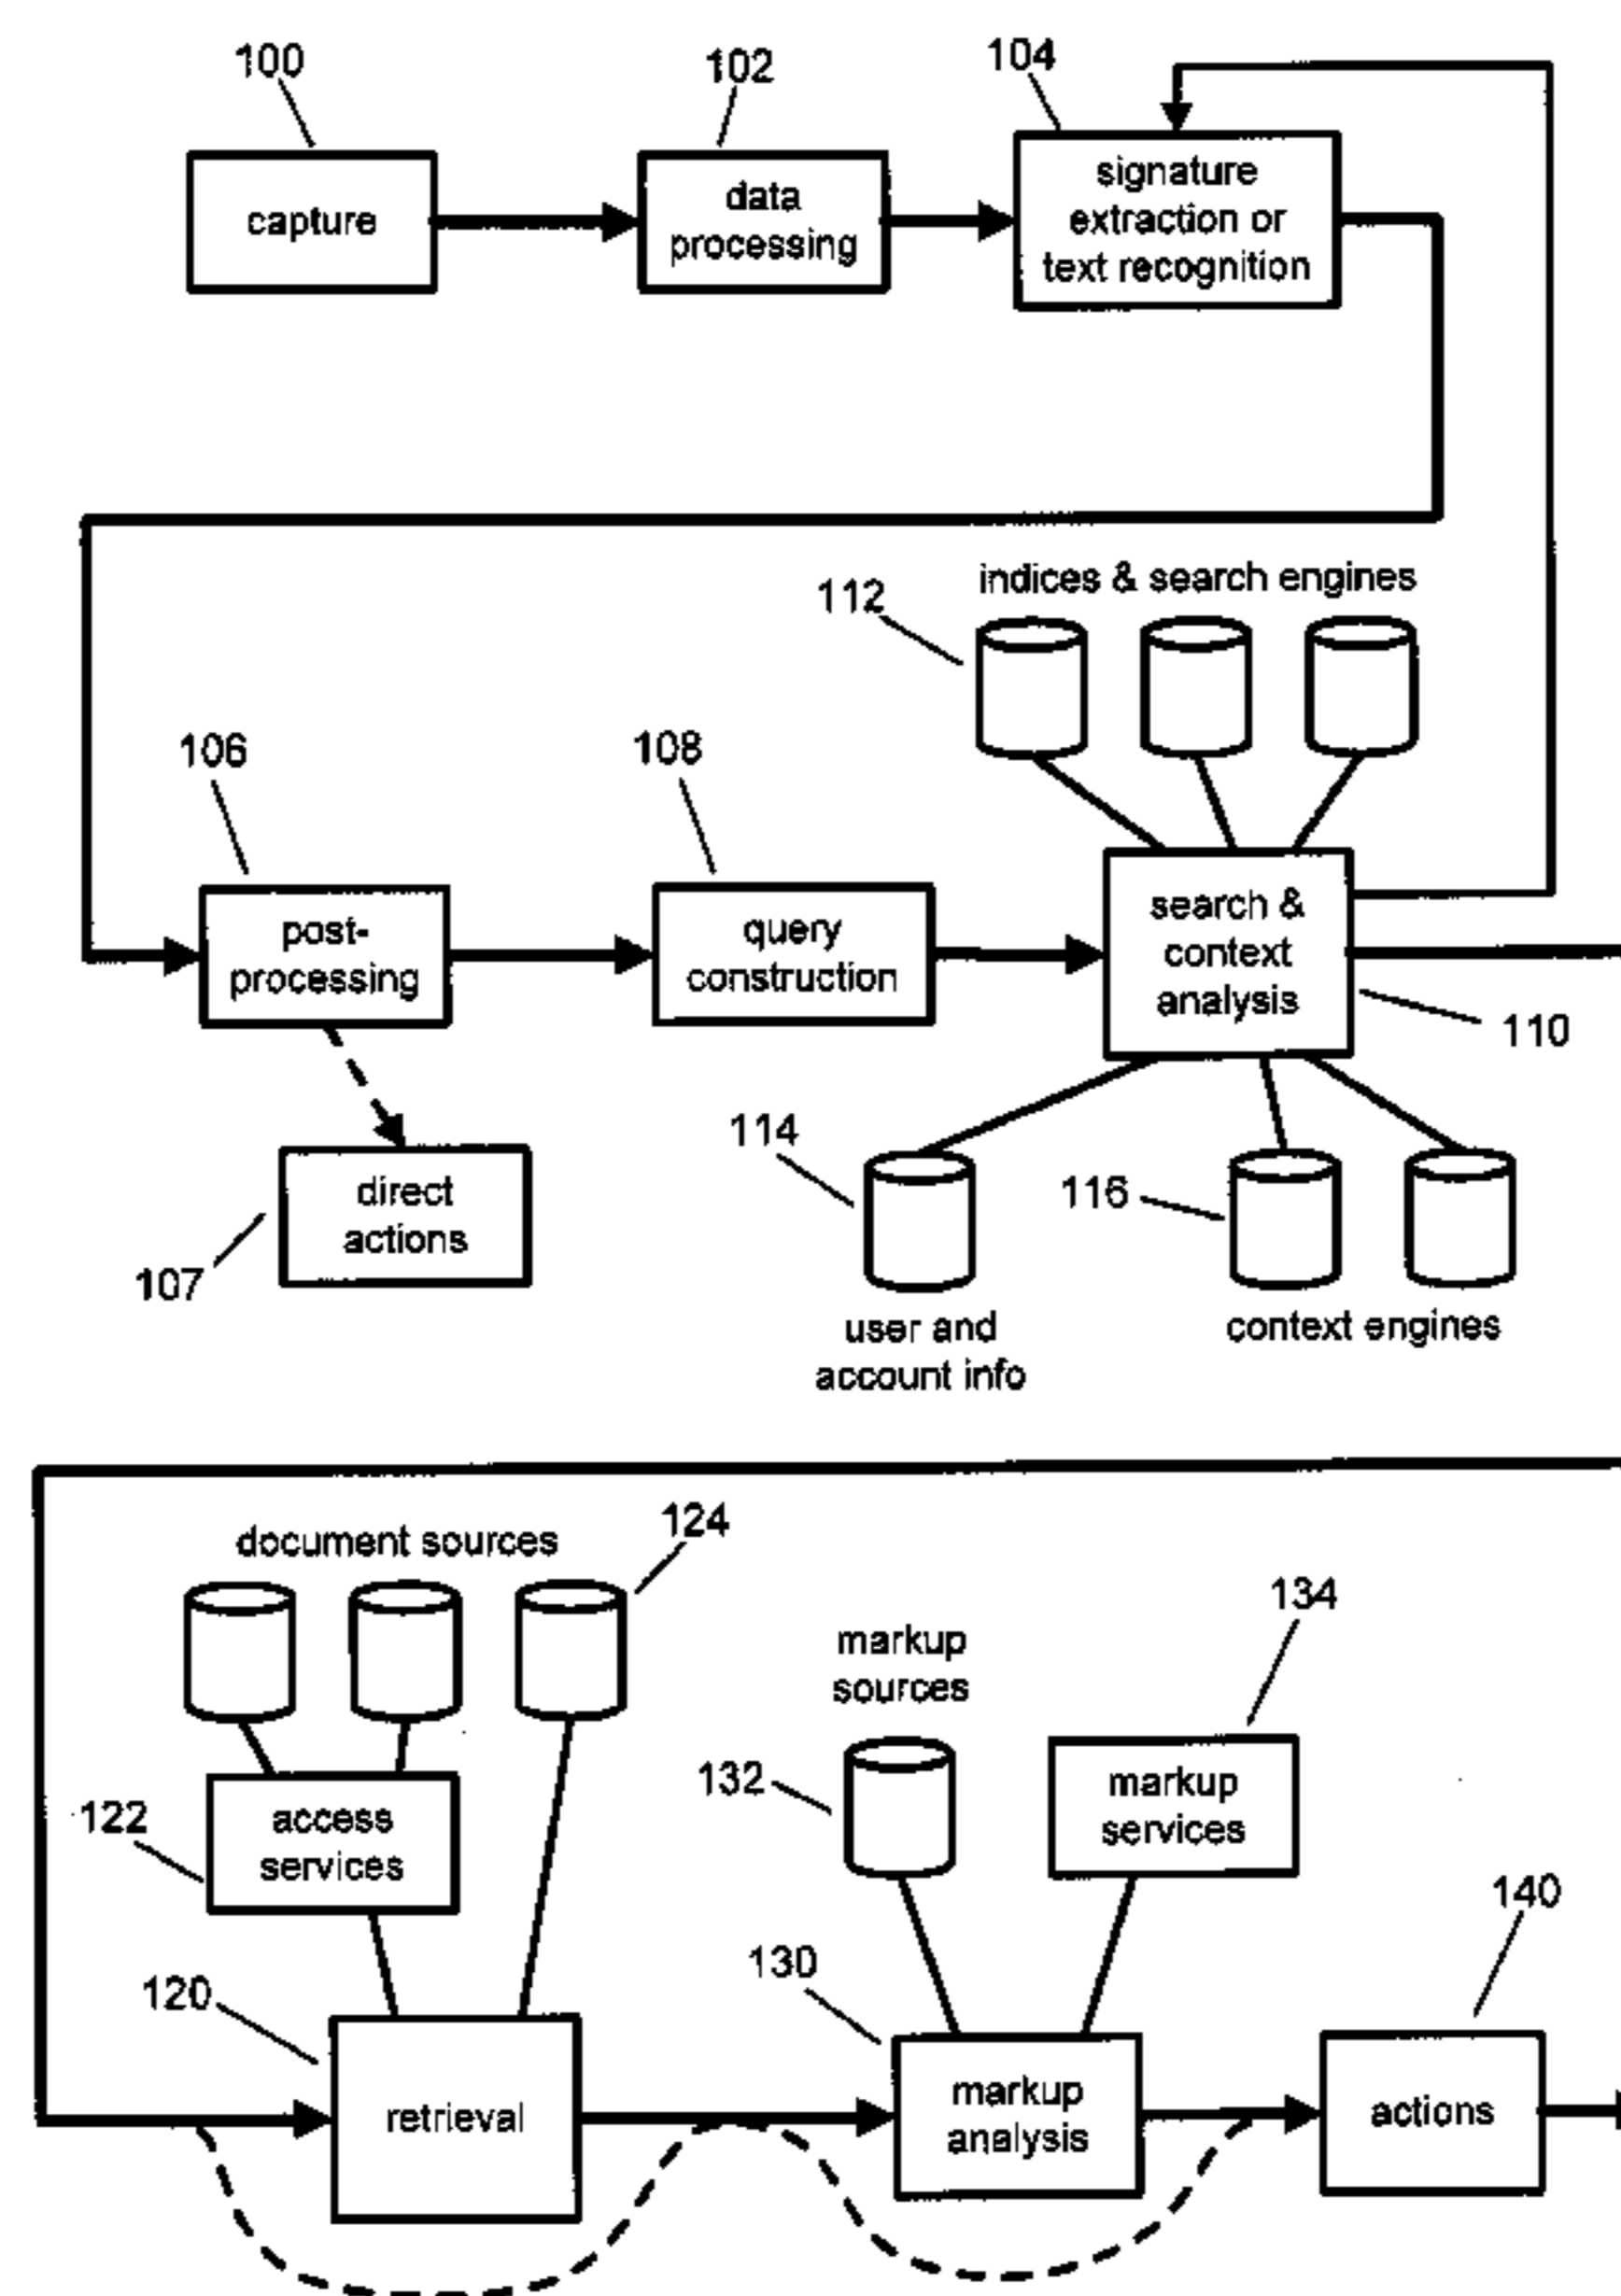 100
102
104
capture
data
processing
signature
extraction or
text recognition
indices & search engines
112
106
108
post-
processing
query
construction
search &
context
analysis
110
114
116
direct
actions
107
user and
account info
context engines
document sources
124
134
markup
sources
132
markup
services
122
access
services
140
130
120
retrieval
markup
analysis
actions